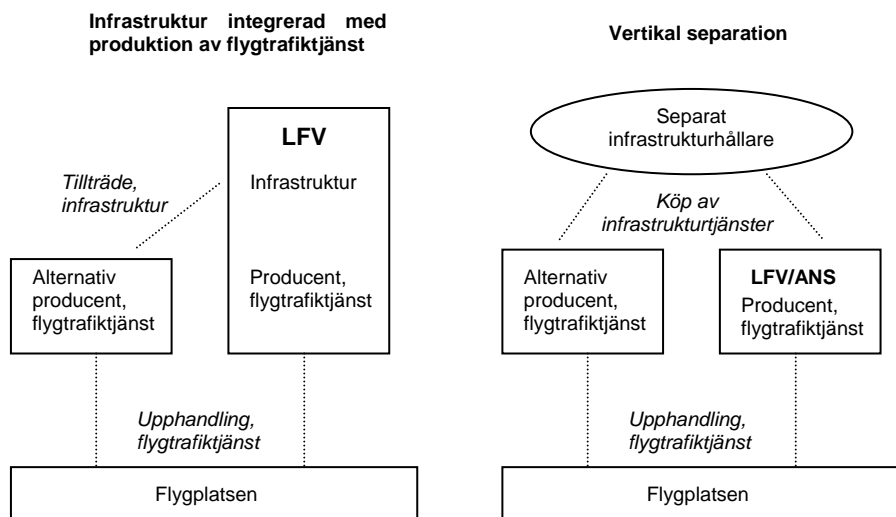 Infrastruktur integrerad med
produktion av flygtrafiktjänst
LFV
Infrastruktur
Tillträde,
infrastruktur
Alternativ
producent,
flygtrafiktjänst
Producent,
flygtrafiktjänst
Upphandling,
flygtrafiktjänst
Flygplatsen
Vertikal separation
Separat
infrastrukturhållare
Köp av
infrastrukturtjänster
Alternativ
producent,
flygtrafiktjänst
LFV/ANS
Producent,
flygtrafiktjänst
Upphandling,
flygtrafiktjänst
Flygplatsen